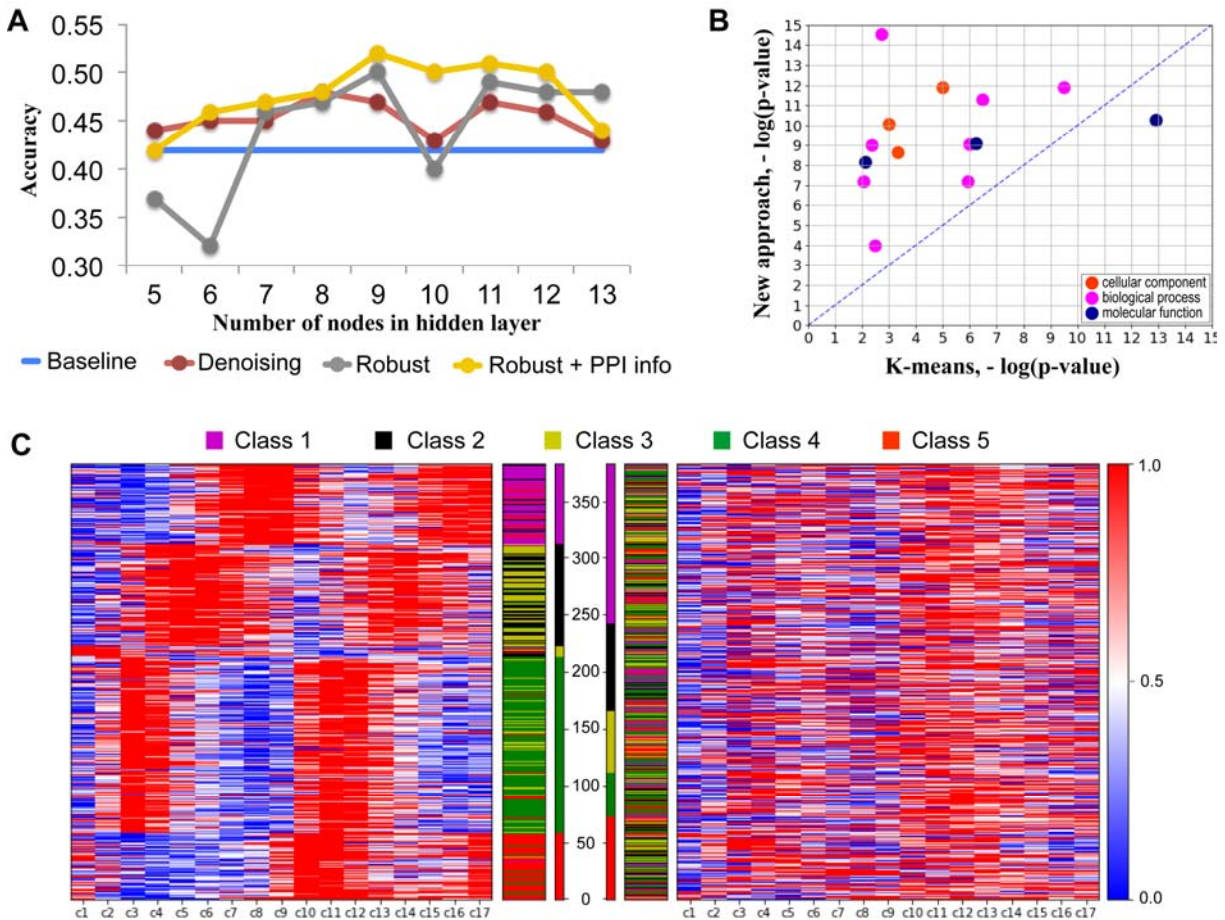 A
0.55
0.50
0.45
0.40
0.35
0.30
Accuracy
5 6 7 8 9 10 11 12 13
Number of nodes in hidden layer
Baseline Denoising Robust Robust + PPI info
B
15
14
13
12
11
10
9
8
7
6
5
4
3
2
1
0
New approach, - log(p-value)
cellular component
biological process
molecular function
0 1 2 3 4 5 6 7 8 9 10 11 12 13 14 15
K-means, - log(p-value)
C
Class 1 Class 2 Class 3 Class 4 Class 5
350
300
250
200
150
100
50
0
1.0
0.5
0.0
c1 c2 c3 c4 c5 c6 c7 c8 c9 c10 c11 c12 c13 c14 c15 c16 c17
c1 c2 c3 c4 c5 c6 c7 c8 c9 c10 c11 c12 c13 c14 c15 c16 c17